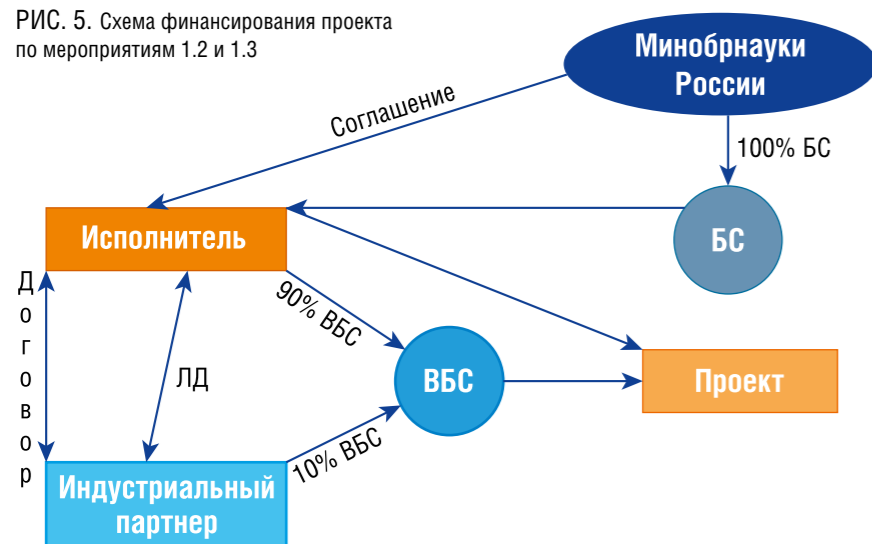 РИС. 5. Схема финансирования проекта
по мероприятиям 1.2 и 1.3
Минобрнауки
России
Соглашение
100% БС
Исполнитель
БС
Договор
90% ВБС
ЛД
ВБС
Проект
10% ВБС
Индустриальный
партнер